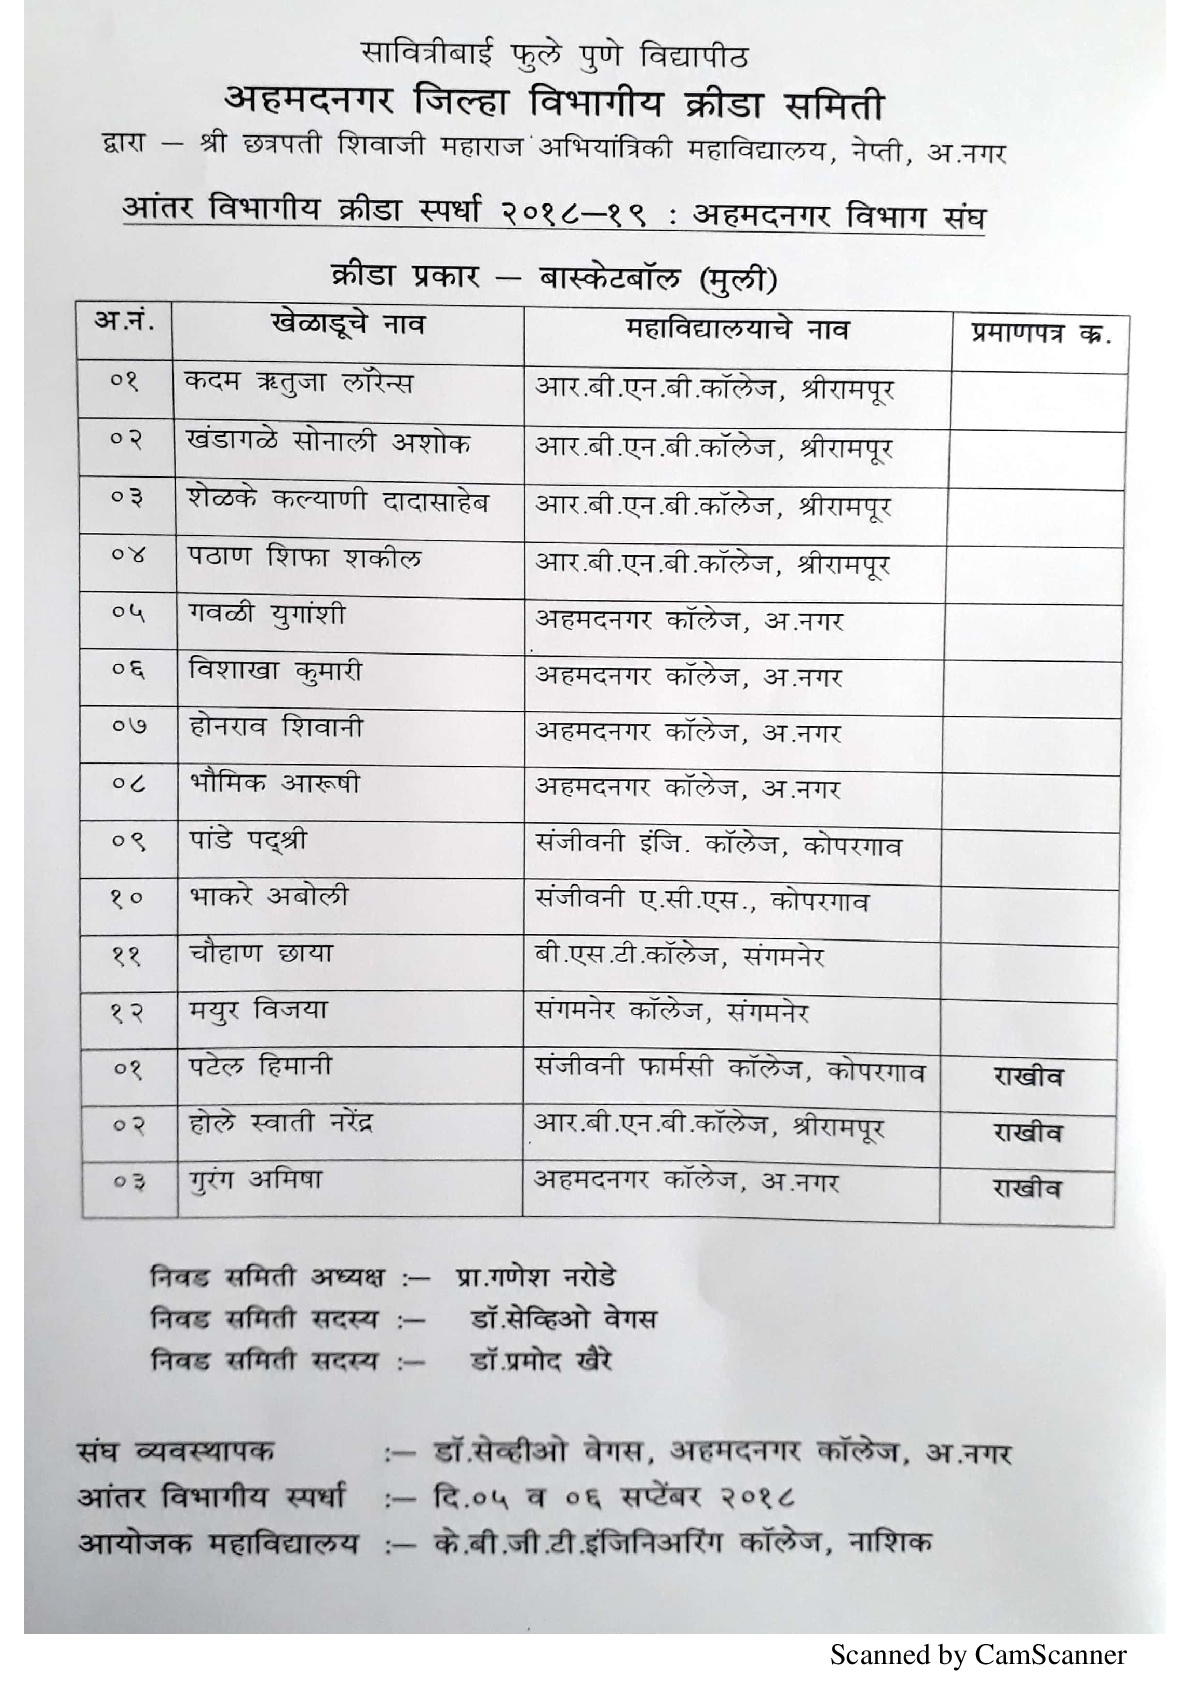 सावित्रीबाई फुले पुणे विद्यापीठ
अहमदनगर जिल्हा विभागीय क्रीडा समिती
द्वारा – श्री छत्रपती शिवाजी महाराज अभियांत्रिकी महाविद्यालय, नेप्ती, अ.नगर
आंतर विभागीय क्रीडा स्पर्धा २०१८–१९ : अहमदनगर विभाग संघ
क्रीडा प्रकार – बास्केटबॉल (मुली)
अ.नं. खेळाडूचे नाव महाविद्यालयाचे नाव प्रमाणपत्र क्र.
०१ कदम ऋतुजा लॉरेन्स आर.बी.एन.बी.कॉलेज, श्रीरामपूर
०२ खंडागळे सोनाली अशोक आर.बी.एन.बी.कॉलेज, श्रीरामपूर
०३ शेळके कल्याणी दादासाहेब आर.बी.एन.बी.कॉलेज, श्रीरामपूर
०४ पठाण शिफा शकील आर.बी.एन.बी.कॉलेज, श्रीरामपूर
०५ गवळी युगांशी अहमदनगर कॉलेज, अ.नगर
०६ विशाखा कुमारी अहमदनगर कॉलेज, अ.नगर
०७ होनराव शिवानी अहमदनगर कॉलेज, अ.नगर
०८ भौमिक आरूषी अहमदनगर कॉलेज, अ.नगर
०९ पांडे पद्श्री संजीवनी इंजि. कॉलेज, कोपरगाव
१० भाकरे अबोली संजीवनी ए.सी.एस., कोपरगाव
११ चौहाण छाया बी.एस.टी.कॉलेज, संगमनेर
१२ मयुर विजया संगमनेर कॉलेज, संगमनेर
०१ पटेल हिमानी संजीवनी फार्मसी कॉलेज, कोपरगाव राखीव
०२ होले स्वाती नरेंद्र आर.बी.एन.बी.कॉलेज, श्रीरामपूर राखीव
०३ गुरंग अमिषा अहमदनगर कॉलेज, अ.नगर राखीव
निवड समिती अध्यक्ष :– प्रा.गणेश नरोडे
निवड समिती सदस्य :– डॉ.सेव्हिओ वेगस
निवड समिती सदस्य :– डॉ.प्रमोद खैरे
संघ व्यवस्थापक :– डॉ.सेव्हीओ वेगस, अहमदनगर कॉलेज, अ.नगर
आंतर विभागीय स्पर्धा :– दि.०५ व ०६ सप्टेंबर २०१८
आयोजक महाविद्यालय :– के.बी.जी.टी.इंजिनिअरिंग कॉलेज, नाशिक
Scanned by CamScanner